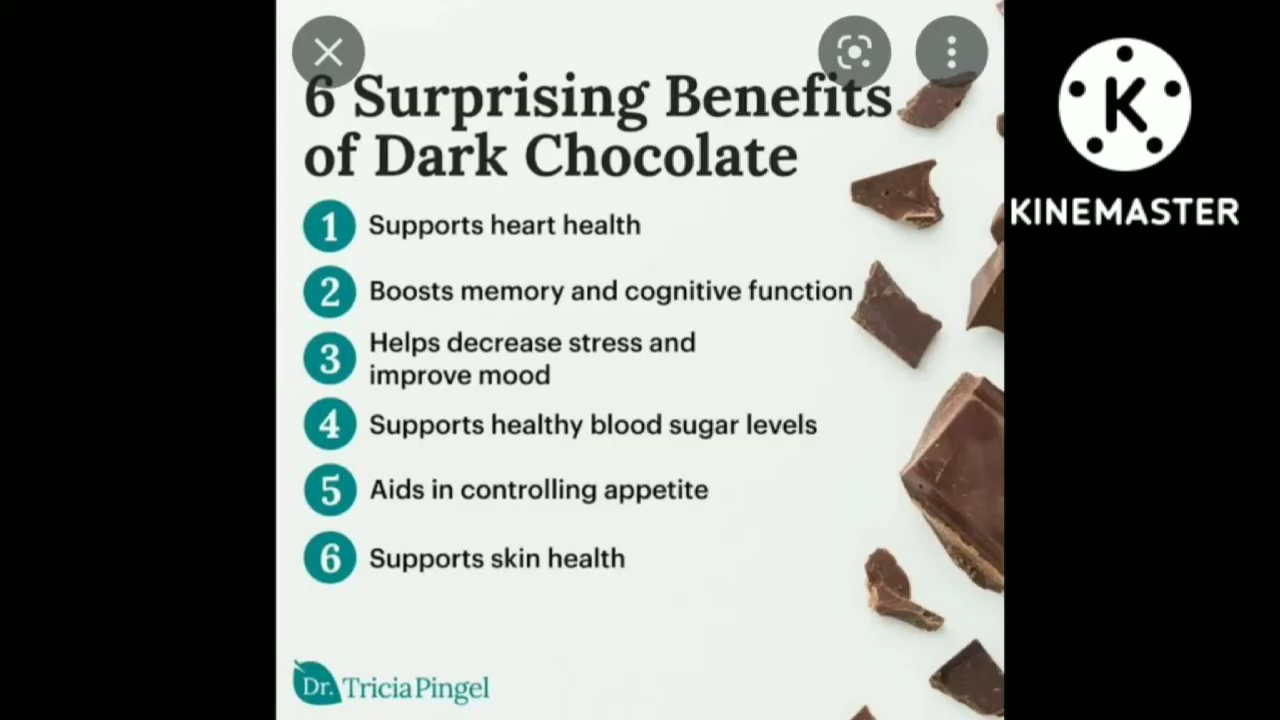 6 Surprising Benefits
of Dark Chocolate
1 Supports heart health
2 Boosts memory and cognitive function
3 Helps decrease stress and
improve mood
4 Supports healthy blood sugar levels
5 Aids in controlling appetite
6 Supports skin health
Dr. Tricia Pingel
K
KINEMASTER